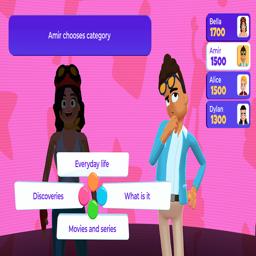 Amir chooses category
Bella
1700
Amir
1500
Alice
1500
Dylan
1300
Everyday life
Discoveries
What is it
Movies and series